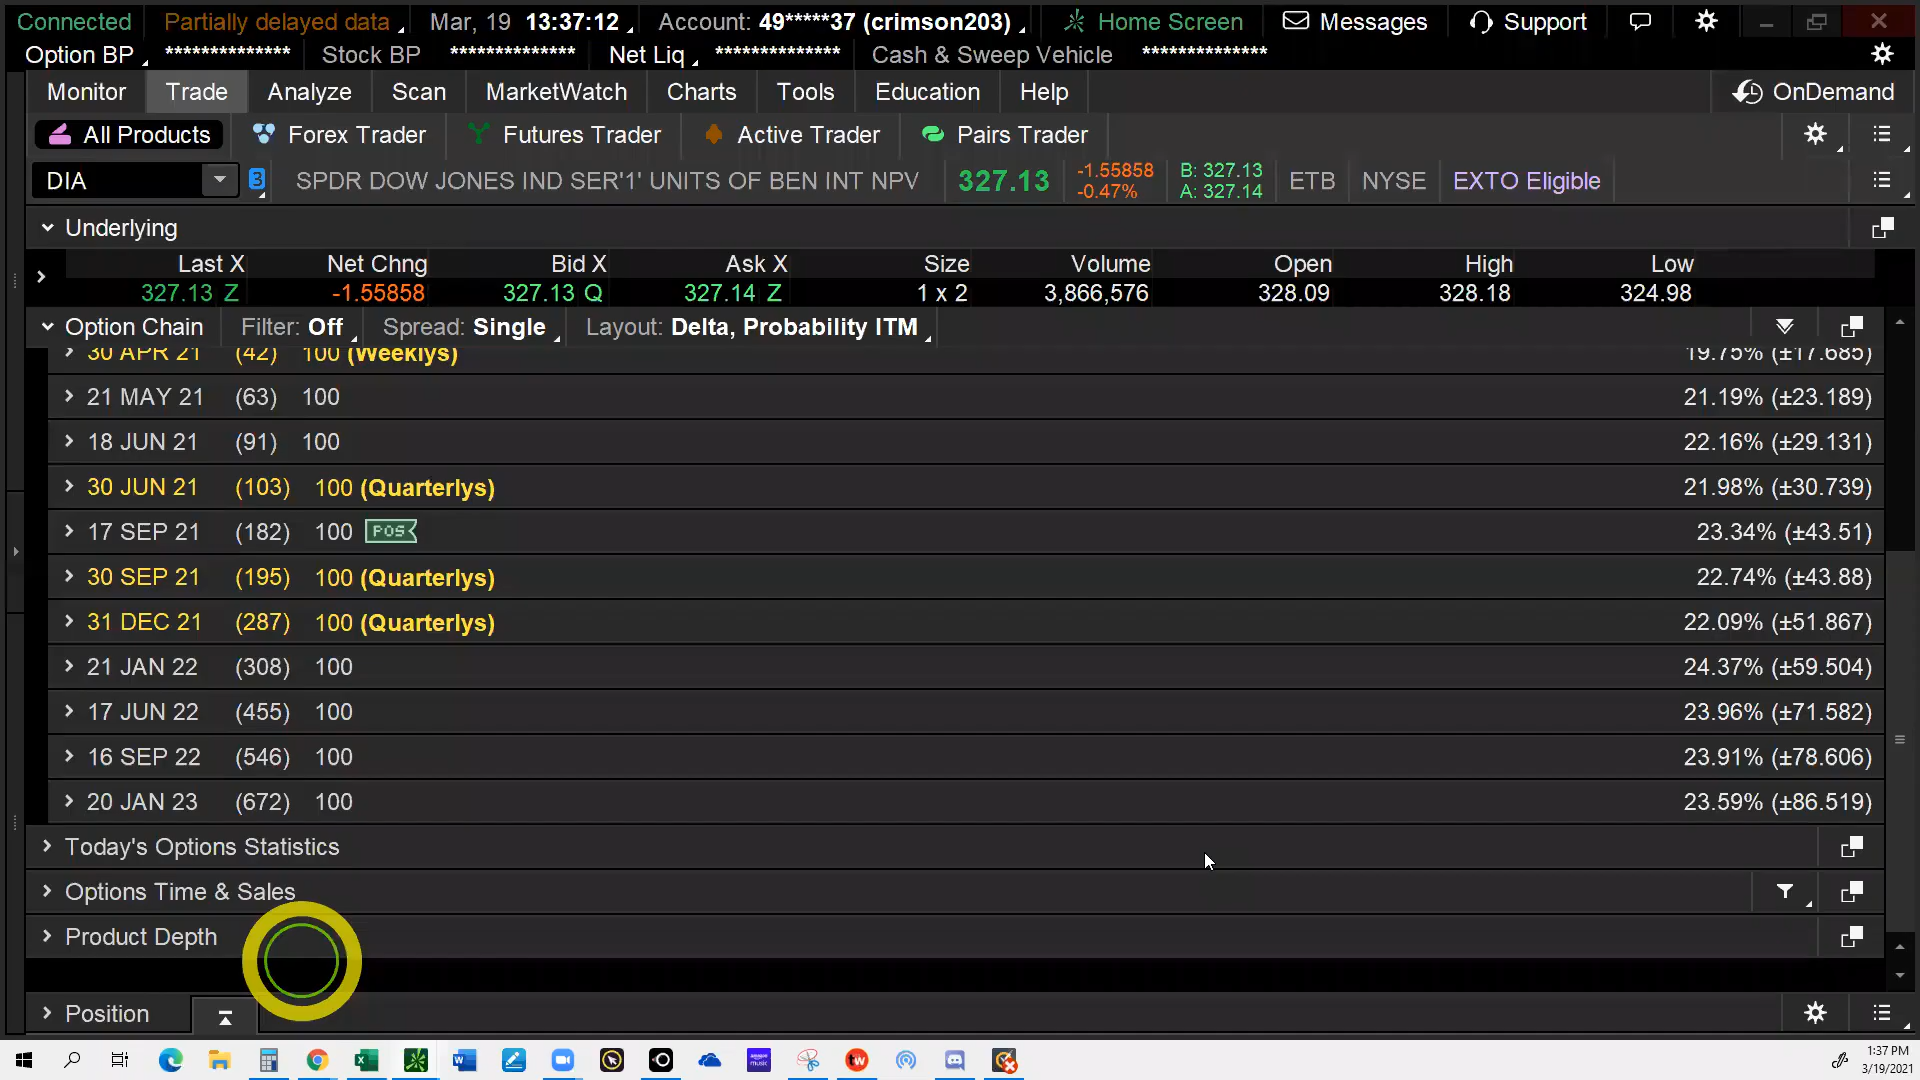 Connected Partially delayed data Mar, 19 13:37:12 Account: 49*****37 (crimson203) Home Screen Messages Support
Option BP ************** Stock BP ************** Net Liq ************** Cash & Sweep Vehicle **************
Monitor Trade Analyze Scan MarketWatch Charts Tools Education Help OnDemand
All Products Forex Trader Futures Trader Active Trader Pairs Trader
DIA 3 SPDR DOW JONES IND SER'1' UNITS OF BEN INT NPV 327.13 -1.55858 -0.47% B: 327.13 A: 327.14 ETB NYSE EXTO Eligible
Underlying
Last X Net Chng Bid X Ask X Size Volume Open High Low
327.13 Z -1.55858 327.13 Q 327.14 Z 1 x 2 3,866,576 328.09 328.18 324.98
Option Chain Filter: Off Spread: Single Layout: Delta, Probability ITM
30 APR 21 (42) 100 (Weeklys) 19.75% (±17.685)
21 MAY 21 (63) 100 21.19% (±23.189)
18 JUN 21 (91) 100 22.16% (±29.131)
30 JUN 21 (103) 100 (Quarterlys) 21.98% (±30.739)
17 SEP 21 (182) 100 POS 23.34% (±43.51)
30 SEP 21 (195) 100 (Quarterlys) 22.74% (±43.88)
31 DEC 21 (287) 100 (Quarterlys) 22.09% (±51.867)
21 JAN 22 (308) 100 24.37% (±59.504)
17 JUN 22 (455) 100 23.96% (±71.582)
16 SEP 22 (546) 100 23.91% (±78.606)
20 JAN 23 (672) 100 23.59% (±86.519)
Today's Options Statistics
Options Time & Sales
Product Depth
Position
1:37 PM
3/19/2021